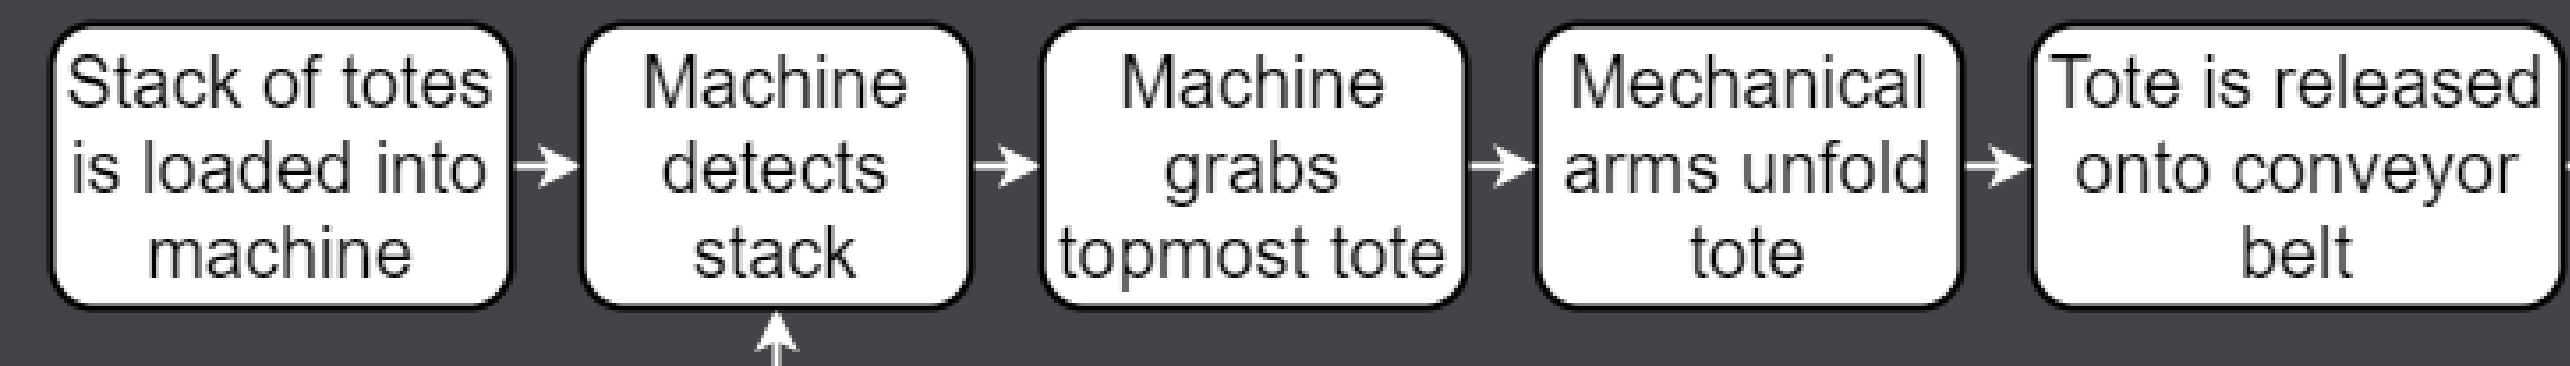 Stack of totes
is loaded into
machine
Machine
detects
stack
Machine
grabs
topmost tote
Mechanical
arms unfold
tote
Tote is released
onto conveyor
belt